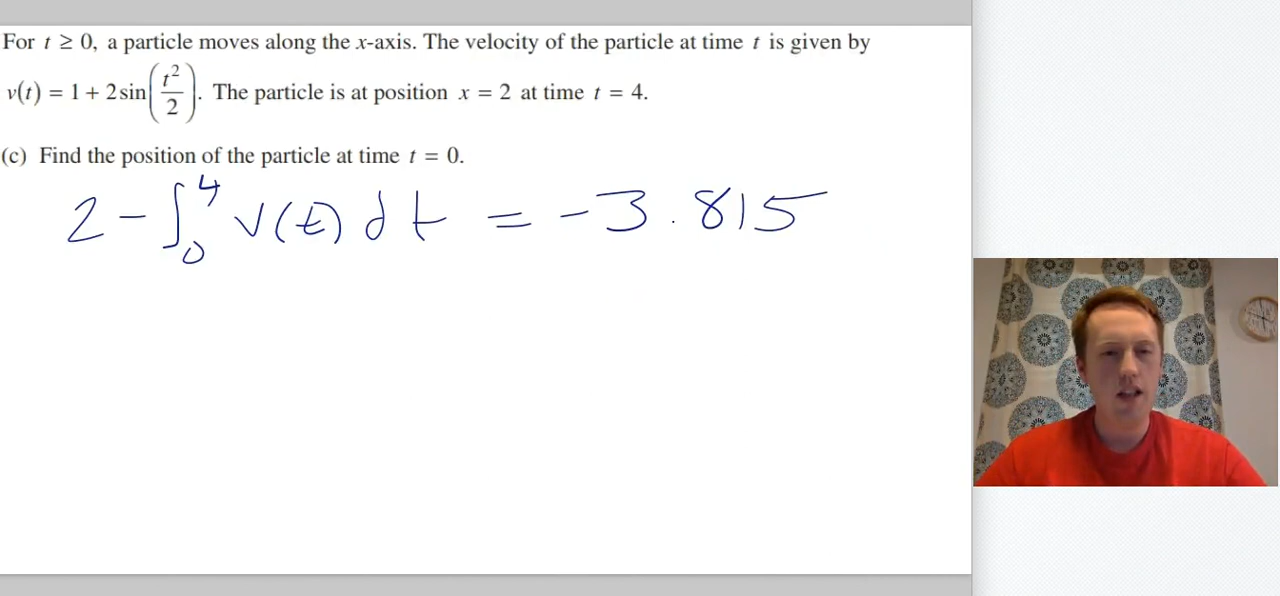 For t ≥ 0, a particle moves along the x-axis. The velocity of the particle at time t is given by
v(t) = 1 + 2 sin(t²/2). The particle is at position x = 2 at time t = 4.
(c) Find the position of the particle at time t = 0.
2 - ∫₀⁴ v(t) dt = -3.815